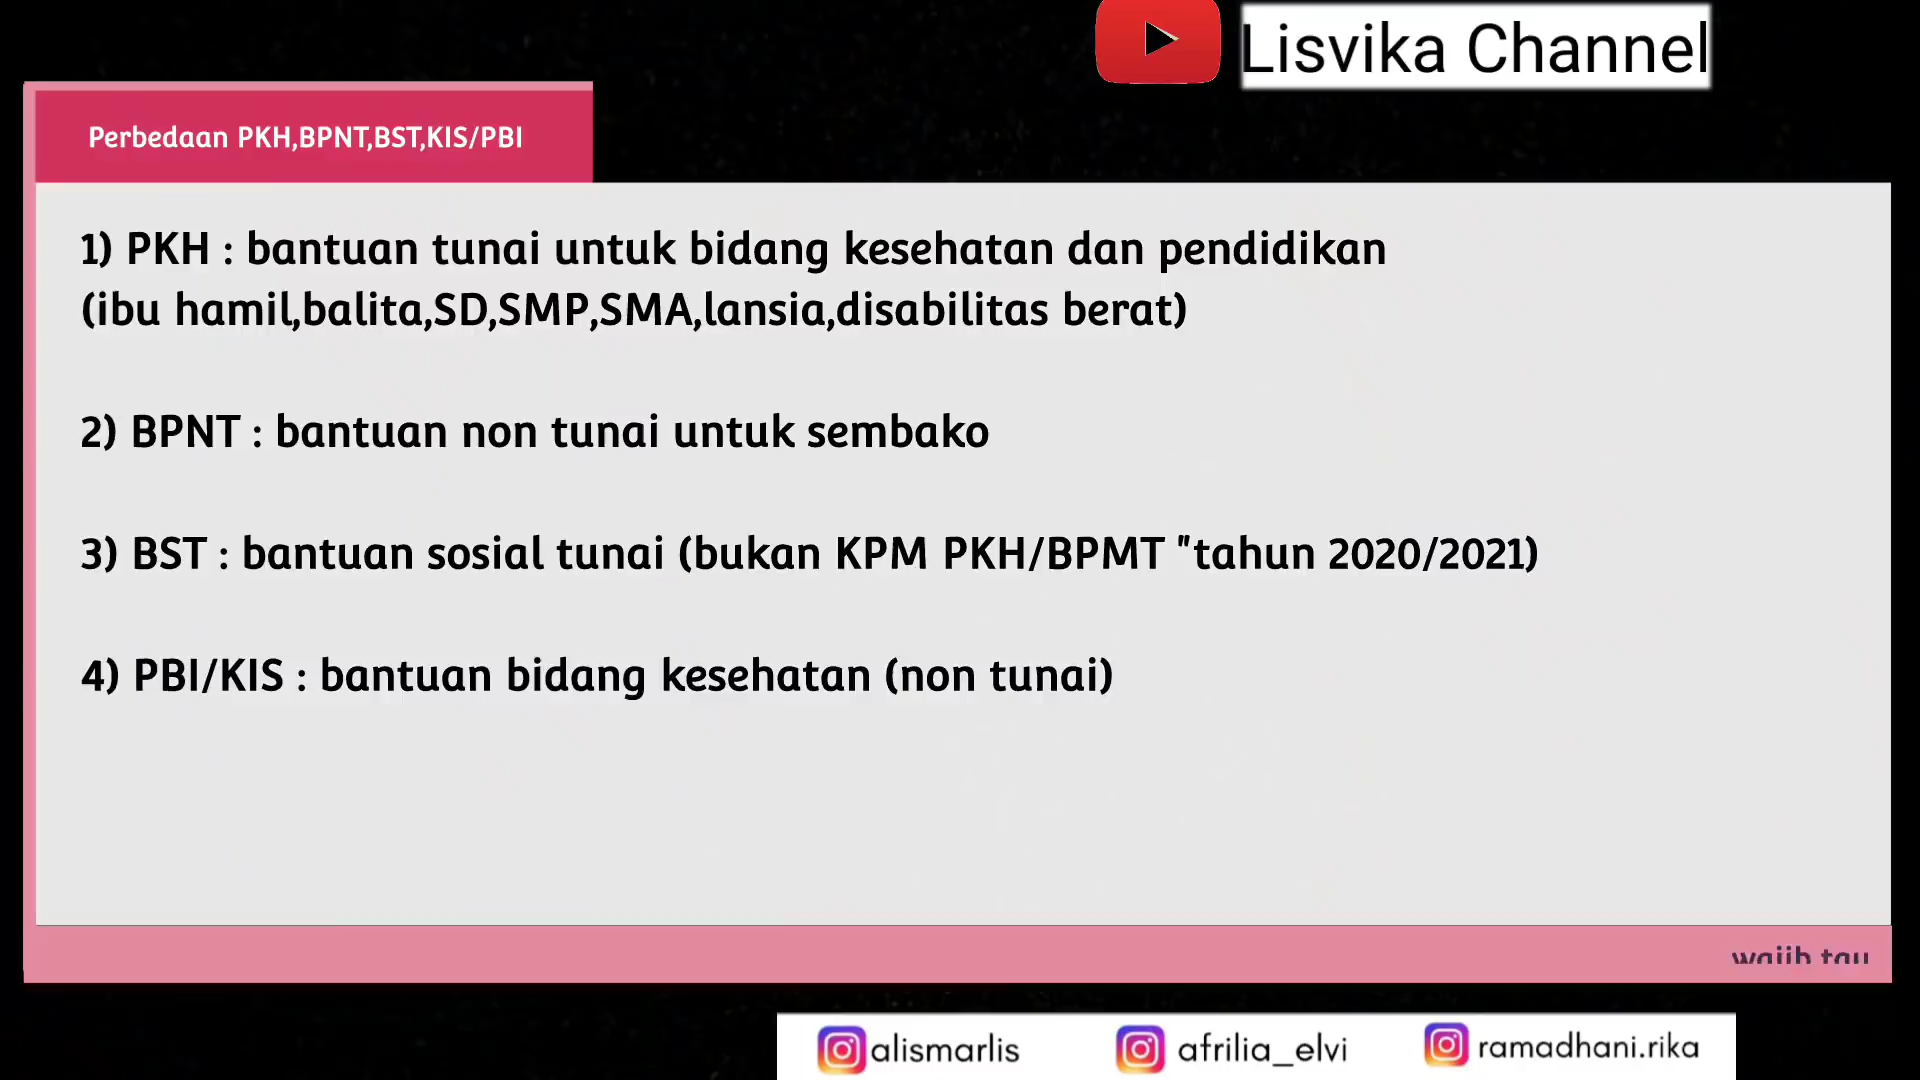 Lisvika Channel
Perbedaan PKH,BPNT,BST,KIS/PBI
1) PKH : bantuan tunai untuk bidang kesehatan dan pendidikan
(ibu hamil,balita,SD,SMP,SMA,lansia,disabilitas berat)
2) BPNT : bantuan non tunai untuk sembako
3) BST : bantuan sosial tunai (bukan KPM PKH/BPMT "tahun 2020/2021)
4) PBI/KIS : bantuan bidang kesehatan (non tunai)
wajib tau
alismarlis
afrilia_elvi
ramadhani.rika